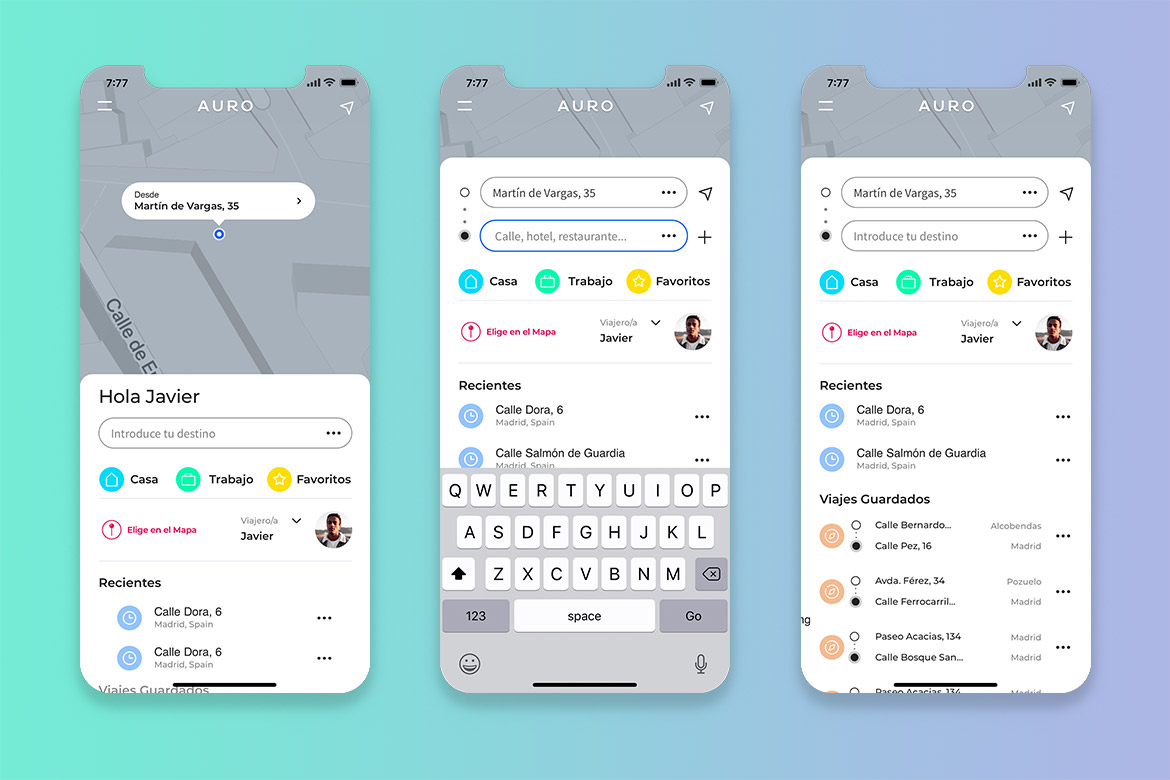 7:77
AURO
Desde
Martín de Vargas, 35
Calle de E
Hola Javier
Introduce tu destino
Casa
Trabajo
Favoritos
Elige en el Mapa
Viajero/a
Javier
Recientes
Calle Dora, 6
Madrid, Spain
Calle Dora, 6
Madrid, Spain
Viajes Guardados
7:77
AURO
Martín de Vargas, 35
Calle, hotel, restaurante...
Casa
Trabajo
Favoritos
Elige en el Mapa
Viajero/a
Javier
Recientes
Calle Dora, 6
Madrid, Spain
Calle Salmón de Guardia
Madrid, Spain
Q W E R T Y U I O P
A S D F G H J K L
Z X C V B N M
123
space
Go
7:77
AURO
Martín de Vargas, 35
Introduce tu destino
Casa
Trabajo
Favoritos
Elige en el Mapa
Viajero/a
Javier
Recientes
Calle Dora, 6
Madrid, Spain
Calle Salmón de Guardia
Madrid, Spain
Viajes Guardados
Calle Bernardo...
Alcobendas
Calle Pez, 16
Madrid
Avda. Férez, 34
Pozuelo
Calle Ferrocarril...
Madrid
ng
Paseo Acacias, 134
Madrid
Calle Bosque San...
Madrid
Paseo Acacias, 134
Madrid